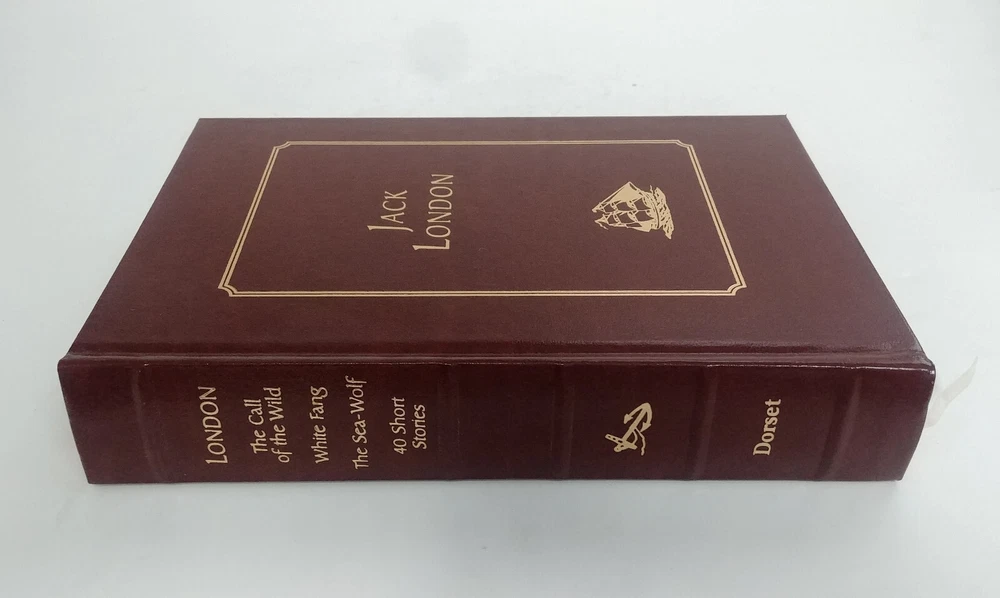 JACK
LONDON
LONDON
The Call
of the Wild
White Fang
The Sea-Wolf
40 Short
Stories
Dorset